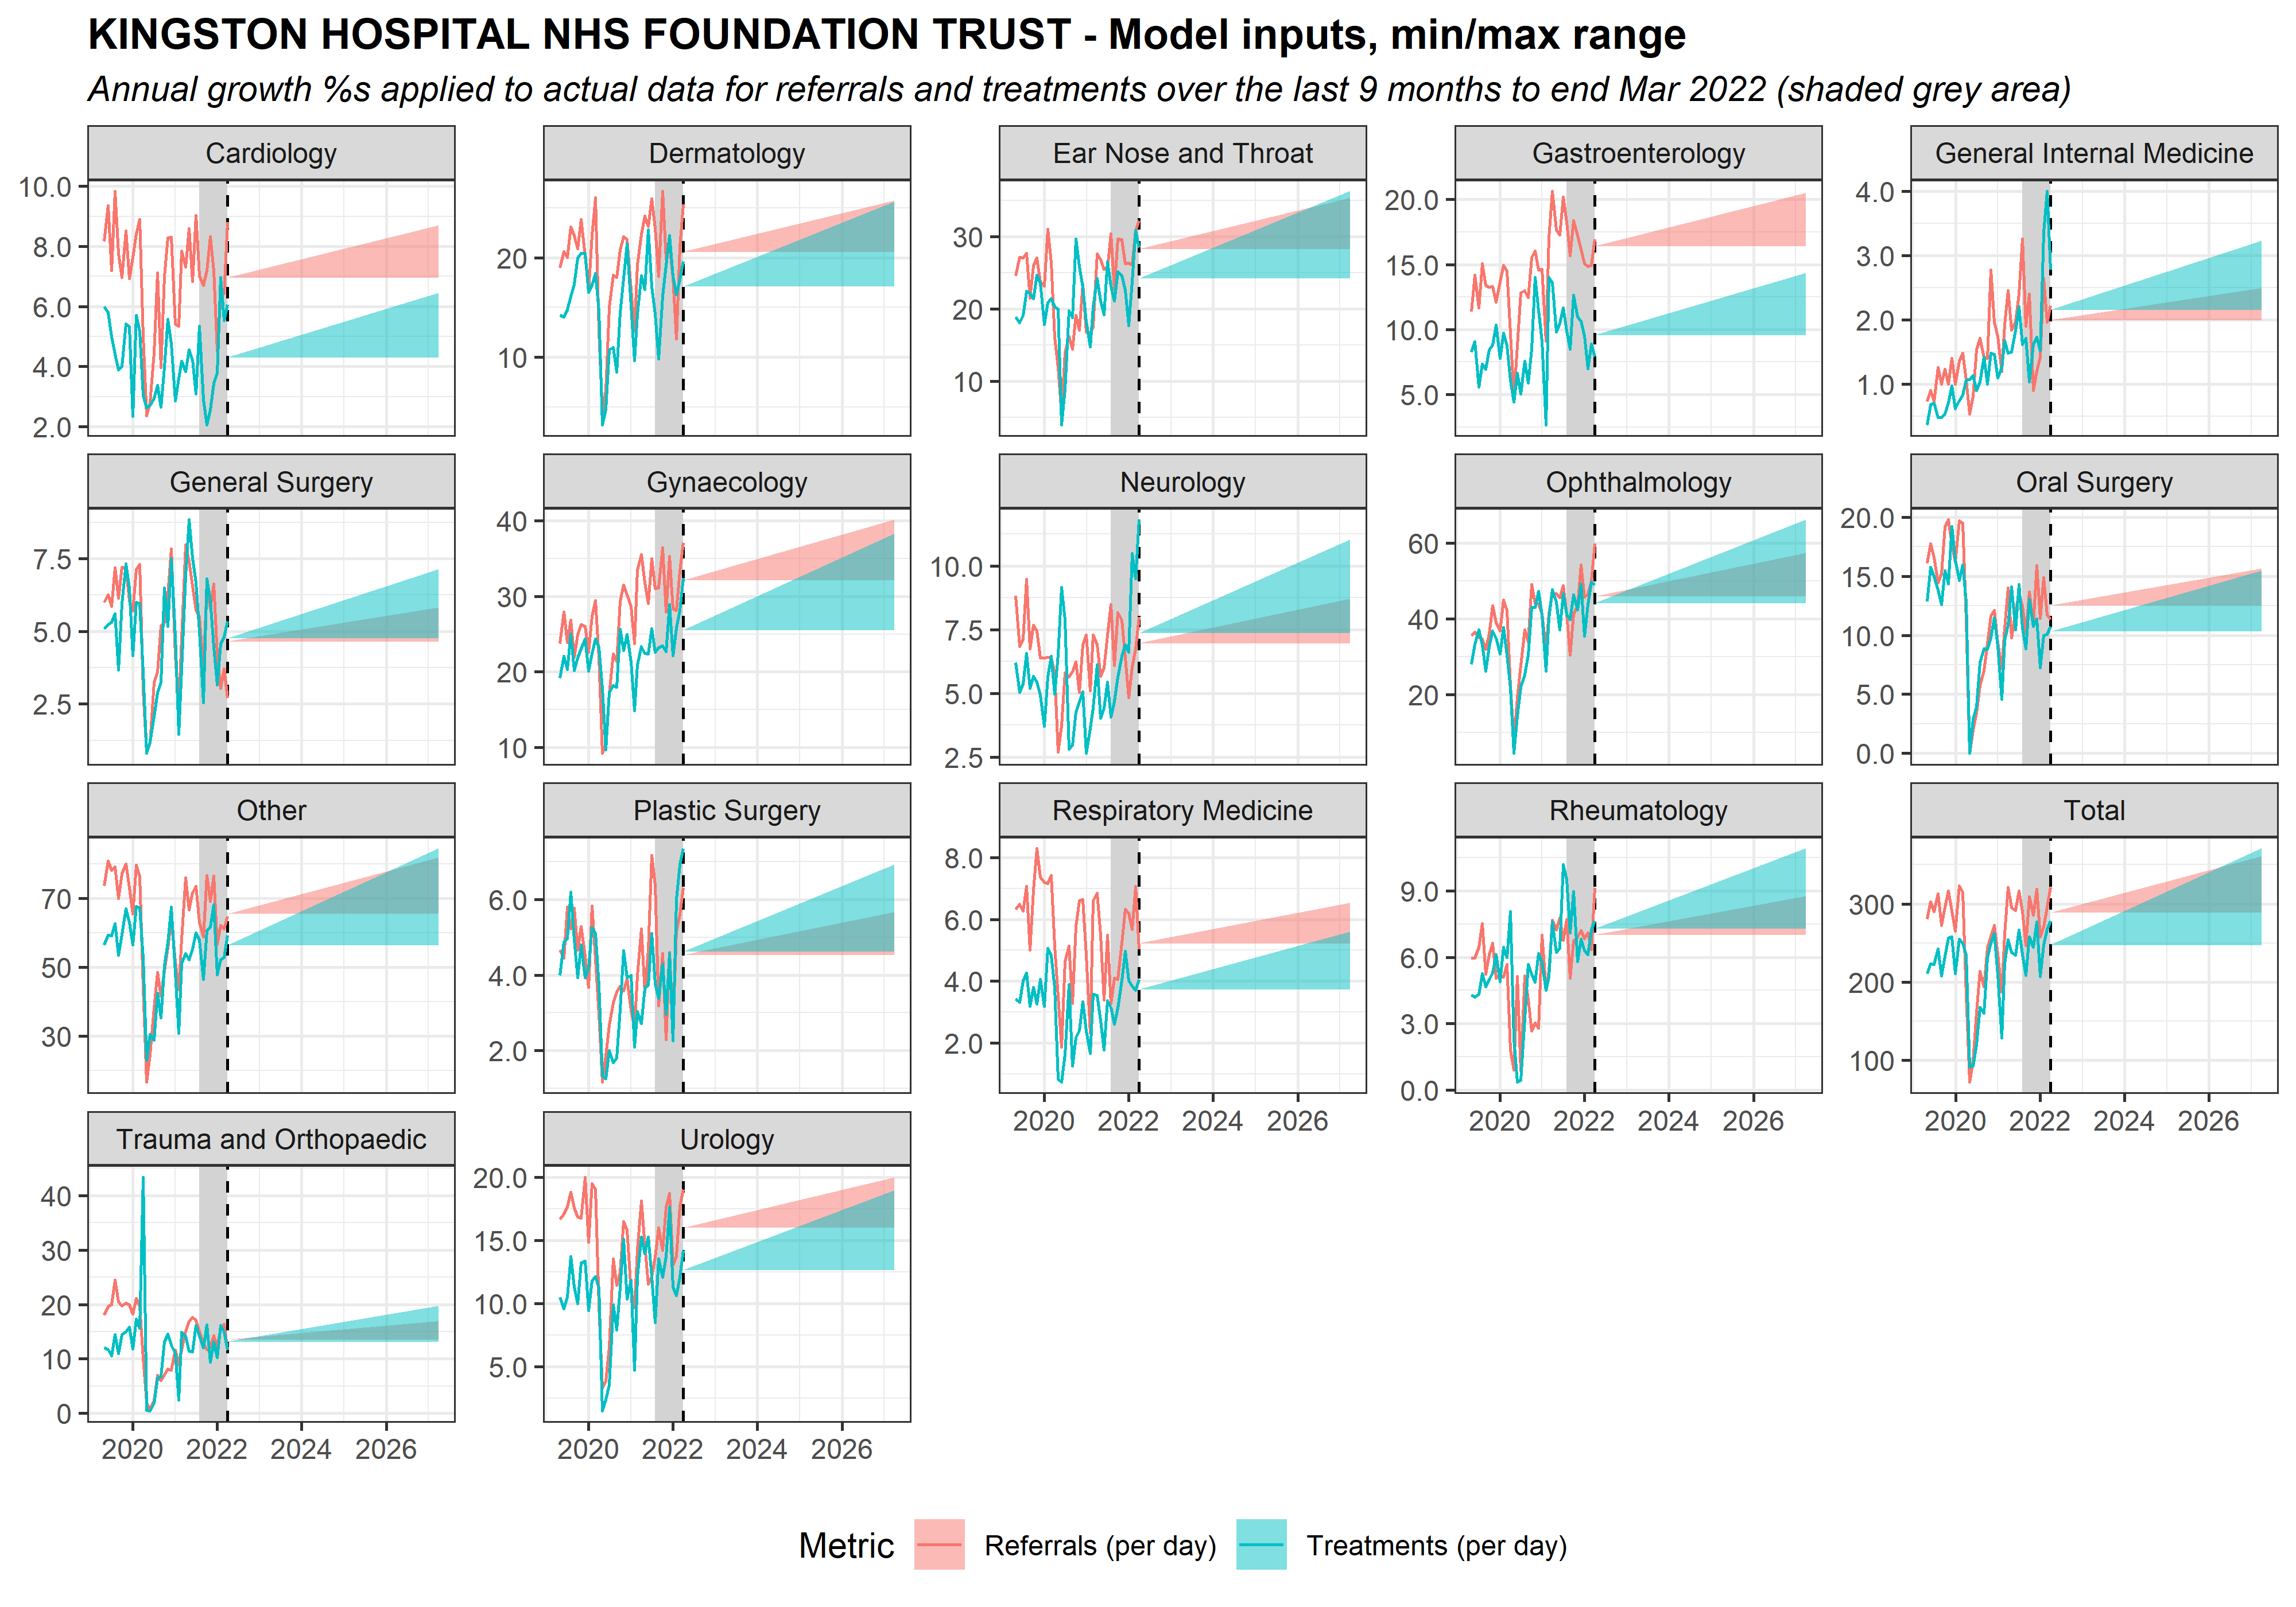 KINGSTON HOSPITAL NHS FOUNDATION TRUST - Model inputs, min/max range
Annual growth %s applied to actual data for referrals and treatments over the last 9 months to end Mar 2022 (shaded grey area)
Cardiology
10.0
8.0
6.0
4.0
2.0
Dermatology
20
10
Ear Nose and Throat
30
20
10
Gastroenterology
20.0
15.0
10.0
5.0
General Internal Medicine
4.0
3.0
2.0
1.0
General Surgery
7.5
5.0
2.5
Gynaecology
40
30
20
10
Neurology
10.0
7.5
5.0
2.5
Ophthalmology
60
40
20
Oral Surgery
20.0
15.0
10.0
5.0
0.0
Other
70
50
30
Plastic Surgery
6.0
4.0
2.0
Respiratory Medicine
8.0
6.0
4.0
2.0
2020 2022 2024 2026
Rheumatology
9.0
6.0
3.0
0.0
2020 2022 2024 2026
Total
300
200
100
2020 2022 2024 2026
Trauma and Orthopaedic
40
30
20
10
0
2020 2022 2024 2026
Urology
20.0
15.0
10.0
5.0
2020 2022 2024 2026
Metric Referrals (per day) Treatments (per day)